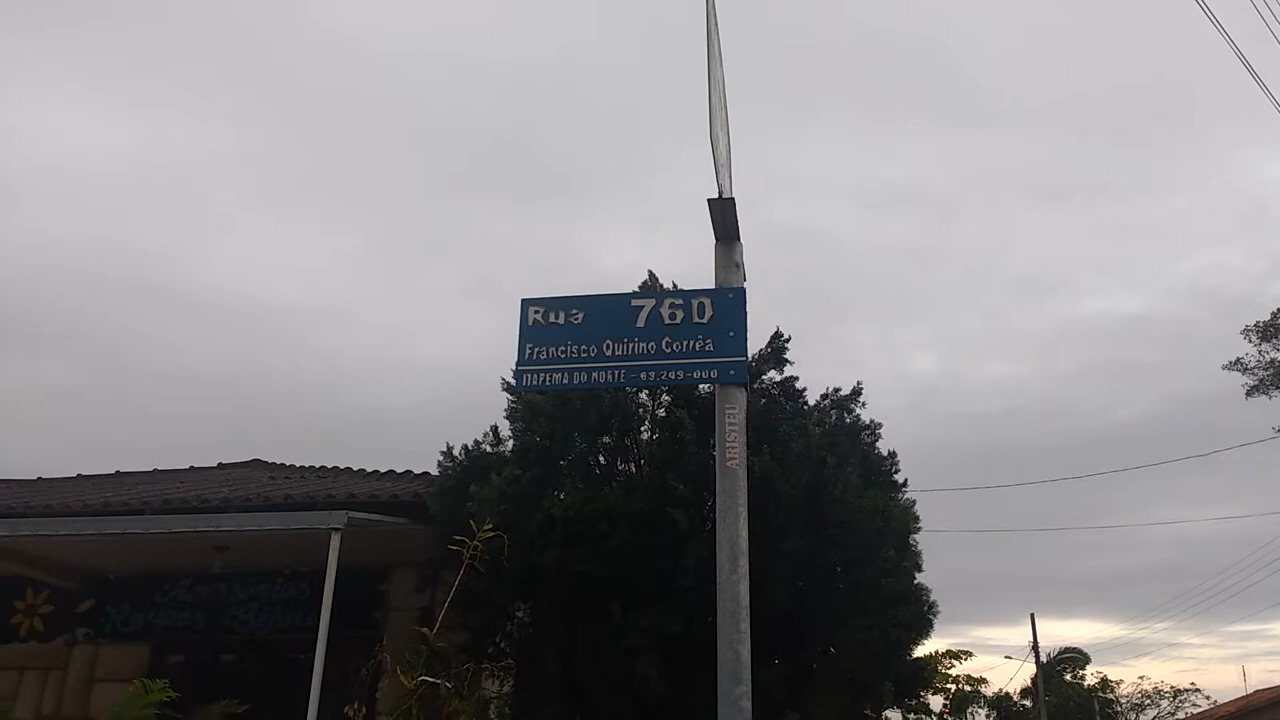 Rua 760
Francisco Quirino Corrêa
ITAPEMA DO NORTE - 89.249-000
ARISTEU